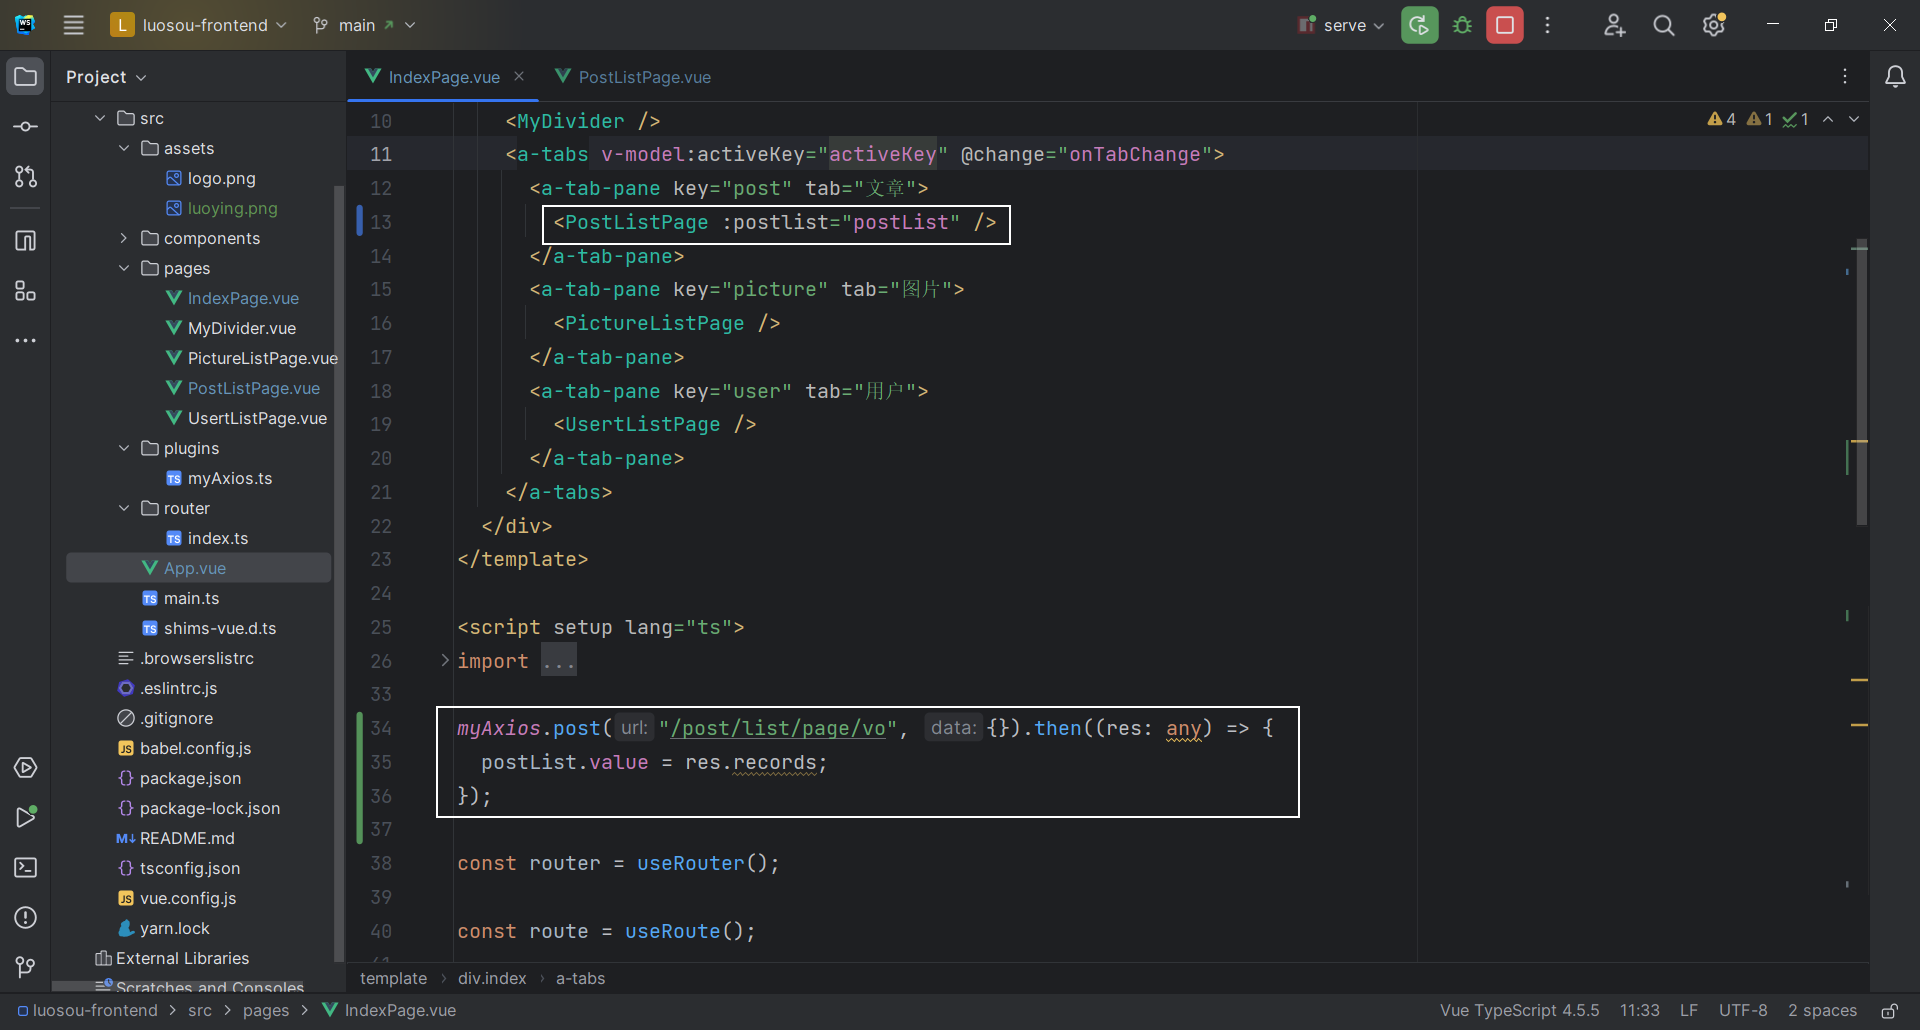 WS
L luosou-frontend main serve
Project
IndexPage.vue
PostListPage.vue
src
assets
logo.png
luoying.png
components
pages
IndexPage.vue
MyDivider.vue
PictureListPage.vue
PostListPage.vue
UsertListPage.vue
plugins
TS myAxios.ts
router
TS index.ts
App.vue
TS main.ts
TS shims-vue.d.ts
.browserslistrc
.eslintrc.js
.gitignore
JS babel.config.js
{} package.json
{} package-lock.json
M↓ README.md
{} tsconfig.json
JS vue.config.js
yarn.lock
External Libraries
Scratches and Consoles
4 1 1
10 <MyDivider />
11 <a-tabs v-model:activeKey="activeKey" @change="onTabChange">
12 <a-tab-pane key="post" tab="文章">
13 <PostListPage :postlist="postList" />
14 </a-tab-pane>
15 <a-tab-pane key="picture" tab="图片">
16 <PictureListPage />
17 </a-tab-pane>
18 <a-tab-pane key="user" tab="用户">
19 <UsertListPage />
20 </a-tab-pane>
21 </a-tabs>
22 </div>
23 </template>
24
25 <script setup lang="ts">
26 import ...
33
34 myAxios.post( url: "/post/list/page/vo", data: {}).then((res: any) => {
35 postList.value = res.records;
36 });
37
38 const router = useRouter();
39
40 const route = useRoute();
41
template > div.index > a-tabs
luosou-frontend > src > pages > IndexPage.vue
Vue TypeScript 4.5.5 11:33 LF UTF-8 2 spaces